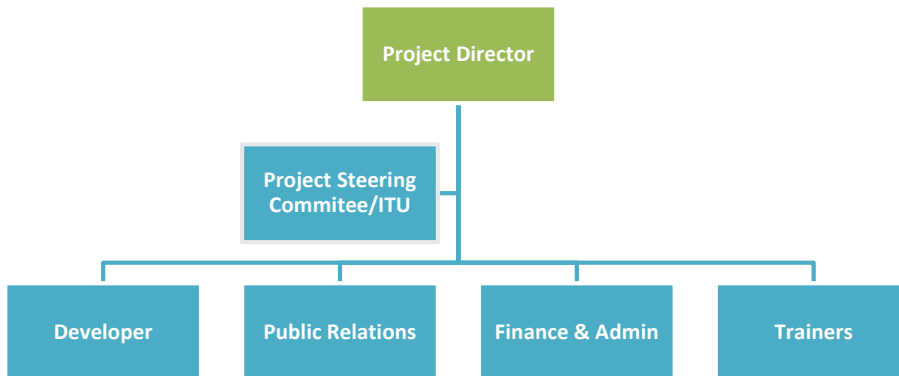 Project Director
Project Steering
Commitee/ITU
Developer
Public Relations
Finance & Admin
Trainers